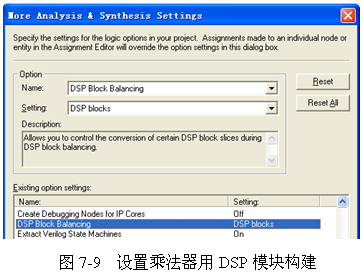 More Analysis & Synthesis Settings
Specify the settings for the logic options in your project. Assignments made to an individual node or
entity in the Assignment Editor will override the option settings in this dialog box.
Option
Name:
DSP Block Balancing
Reset
Setting:
DSP blocks
Reset All
Description:
Allows you to control the conversion of certain DSP block slices during
DSP block balancing.
Existing option settings:
Name:
Setting:
Create Debugging Nodes for IP Cores
Off
DSP Block Balancing
DSP blocks
Extract Verilog State Machines
On
图 7-9 设置乘法器用 DSP 模块构建